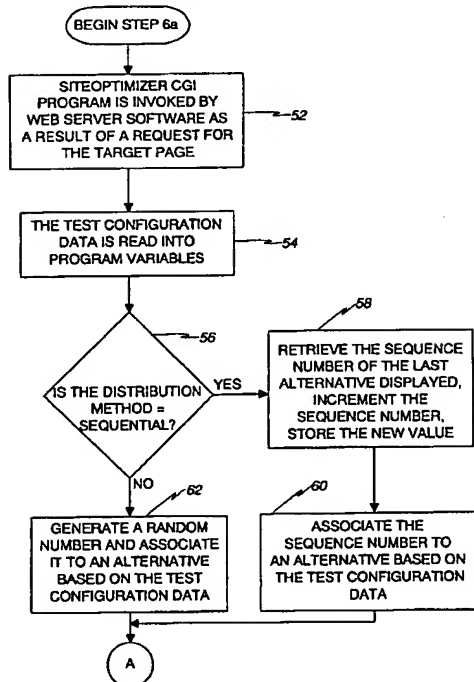 BEGIN STEP 6a
SITEOPTIMIZER CGI
PROGRAM IS INVOKED BY
WEB SERVER SOFTWARE AS
A RESULT OF A REQUEST FOR
THE TARGET PAGE
52
THE TEST CONFIGURATION
DATA IS READ INTO
PROGRAM VARIABLES
54
56
IS THE DISTRIBUTION
METHOD =
SEQUENTIAL?
YES
58
RETRIEVE THE SEQUENCE
NUMBER OF THE LAST
ALTERNATIVE DISPLAYED,
INCREMENT THE
SEQUENCE NUMBER,
STORE THE NEW VALUE
NO
62
GENERATE A RANDOM
NUMBER AND ASSOCIATE
IT TO AN ALTERNATIVE
BASED ON THE TEST
CONFIGURATION DATA
60
ASSOCIATE THE
SEQUENCE NUMBER TO
AN ALTERNATIVE BASED ON
THE TEST CONFIGURATION
DATA
A